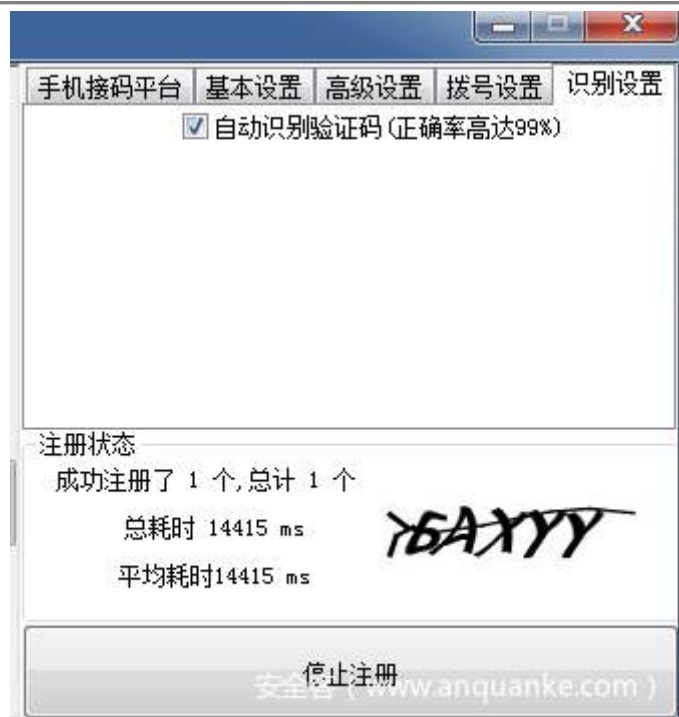 手机接码平台 基本设置 高级设置 拨号设置 识别设置
自动识别验证码(正确率高达99%)
注册状态
成功注册了 1 个,总计 1 个
总耗时 14415 ms
平均耗时14415 ms
停止注册
安全客 ( www.anquanke.com )